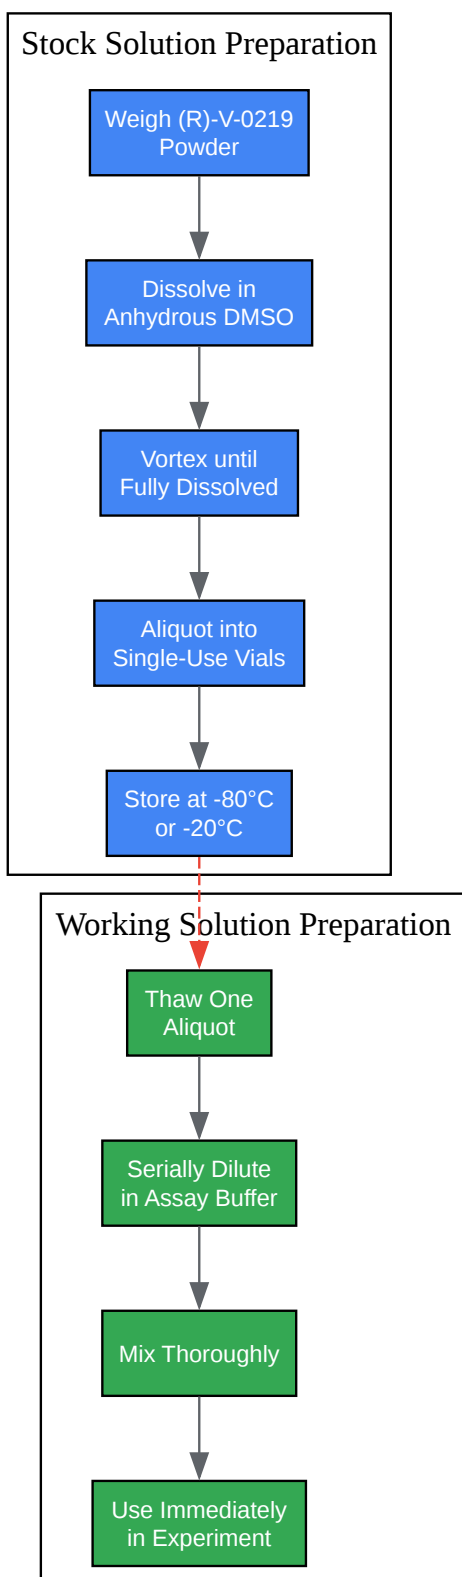 Stock Solution Preparation
Weigh (R)-V-0219
Powder
Dissolve in
Anhydrous DMSO
Vortex until
Fully Dissolved
Aliquot into
Single-Use Vials
Store at -80°C
or -20°C
Working Solution Preparation
Thaw One
Aliquot
Serially Dilute
in Assay Buffer
Mix Thoroughly
Use Immediately
in Experiment